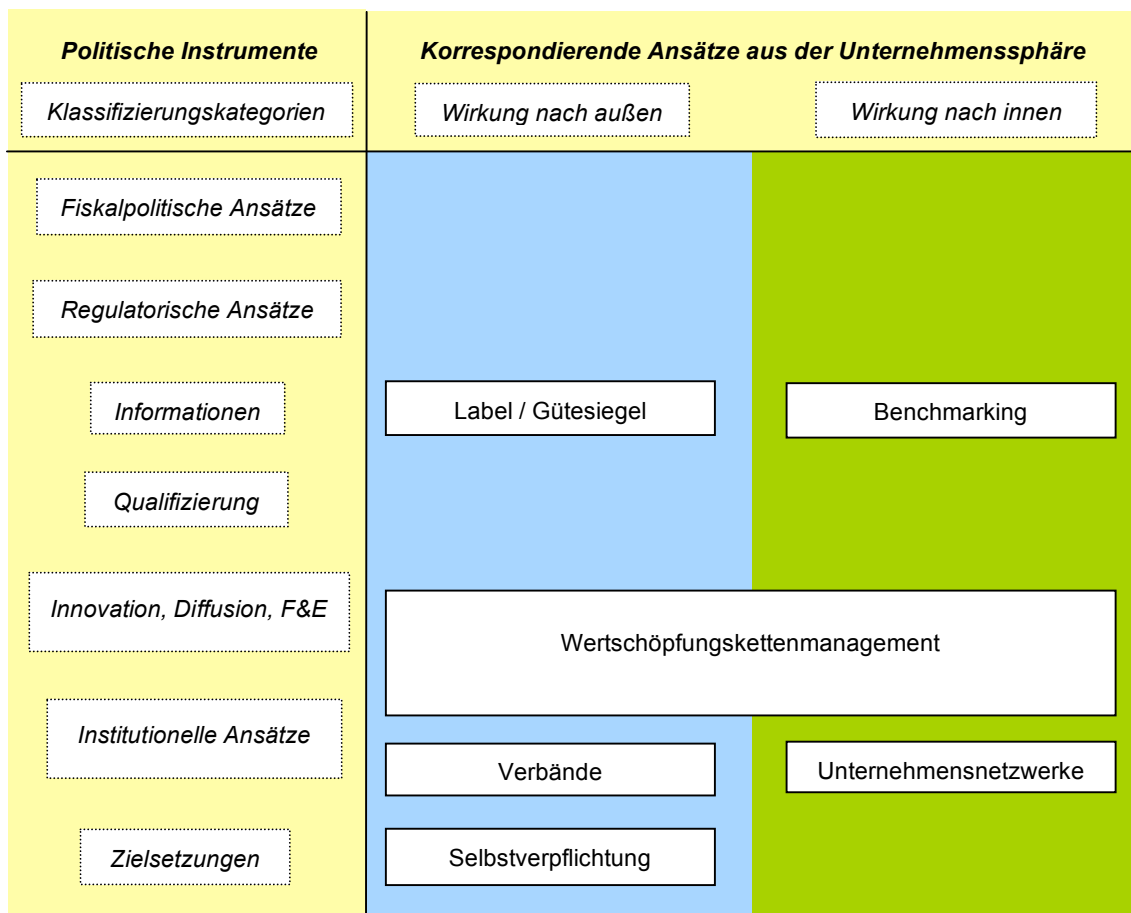 Politische Instrumente
Korrespondierende Ansätze aus der Unternehmenssphäre
Klassifizierungskategorien
Wirkung nach außen
Wirkung nach innen
Fiskalpolitische Ansätze
Regulatorische Ansätze
Informationen
Label / Gütesiegel
Benchmarking
Qualifizierung
Innovation, Diffusion, F&E
Wertschöpfungskettenmanagement
Institutionelle Ansätze
Verbände
Unternehmensnetzwerke
Zielsetzungen
Selbstverpflichtung